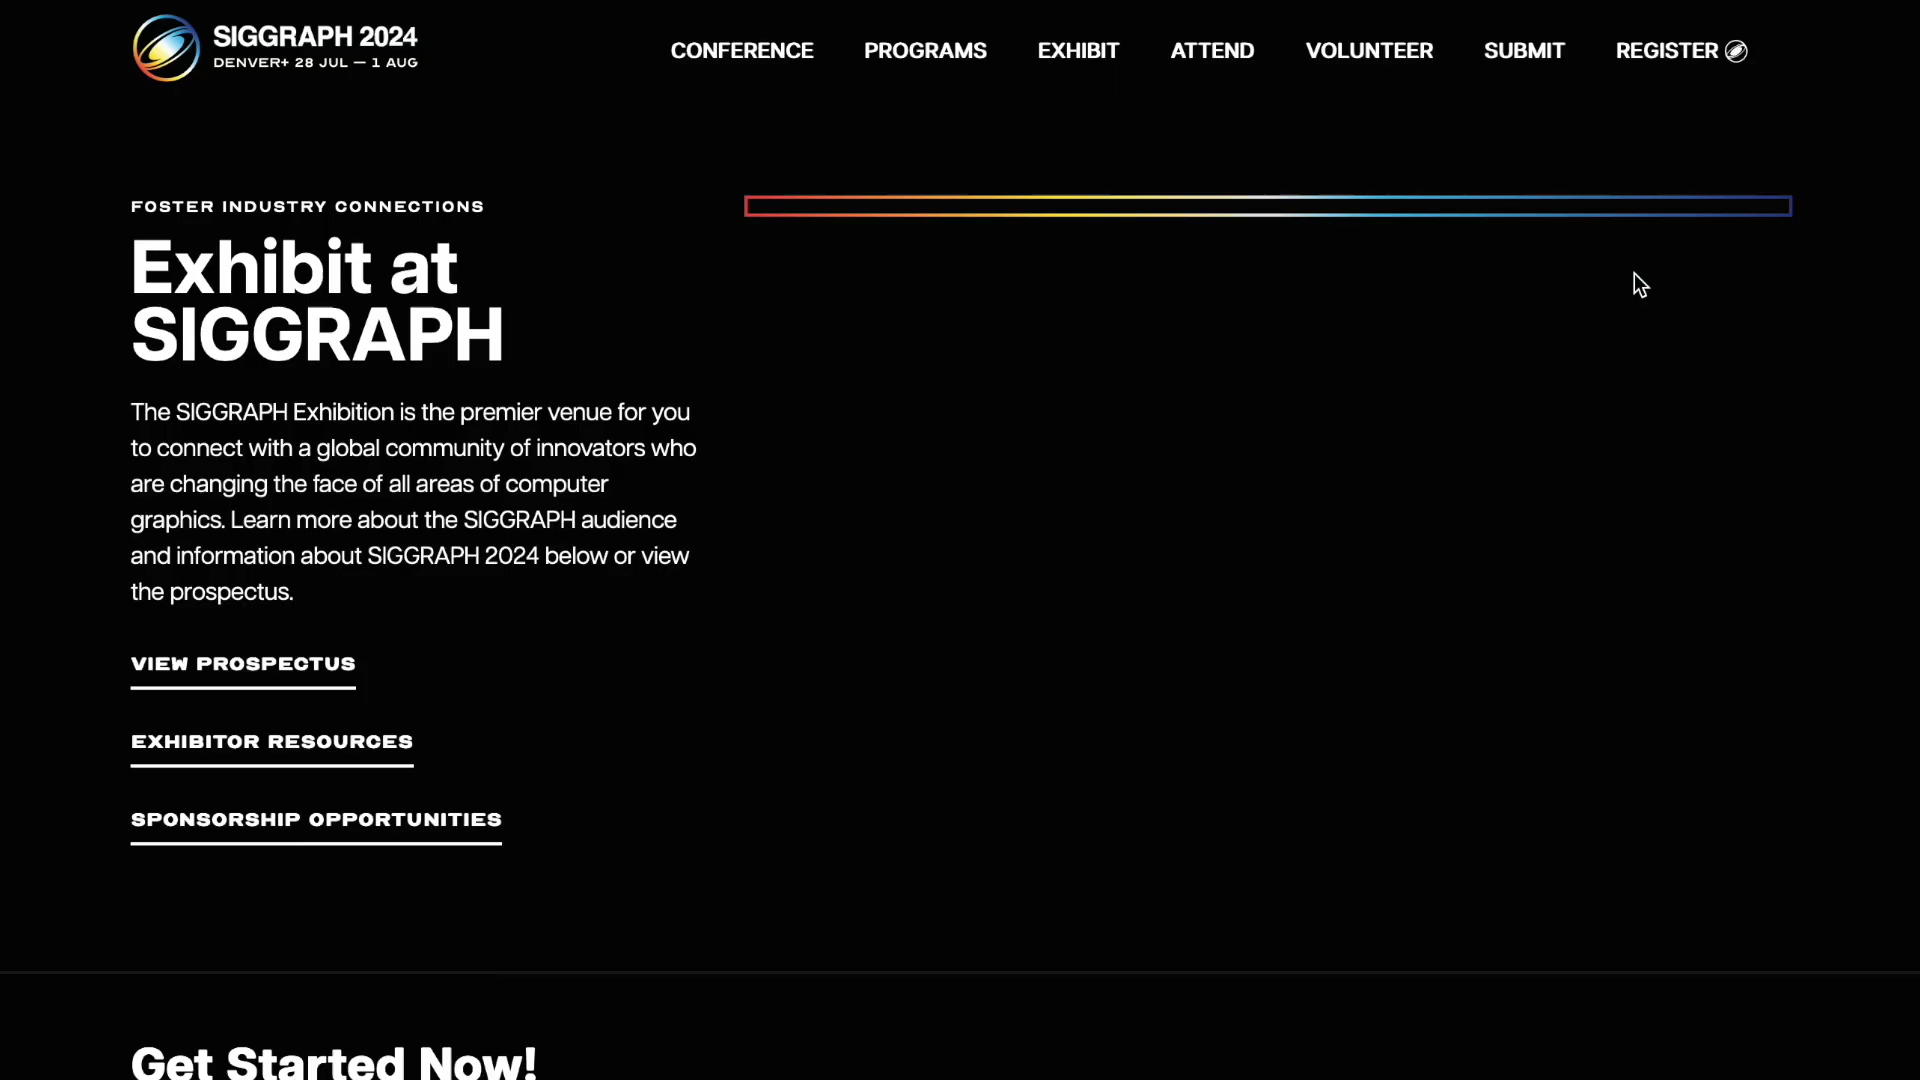 SIGGRAPH 2024
DENVER+ 28 JUL — 1 AUG
CONFERENCE
PROGRAMS
EXHIBIT
ATTEND
VOLUNTEER
SUBMIT
REGISTER
FOSTER INDUSTRY CONNECTIONS
Exhibit at
SIGGRAPH
The SIGGRAPH Exhibition is the premier venue for you
to connect with a global community of innovators who
are changing the face of all areas of computer
graphics. Learn more about the SIGGRAPH audience
and information about SIGGRAPH 2024 below or view
the prospectus.
VIEW PROSPECTUS
EXHIBITOR RESOURCES
SPONSORSHIP OPPORTUNITIES
Get Started Now!